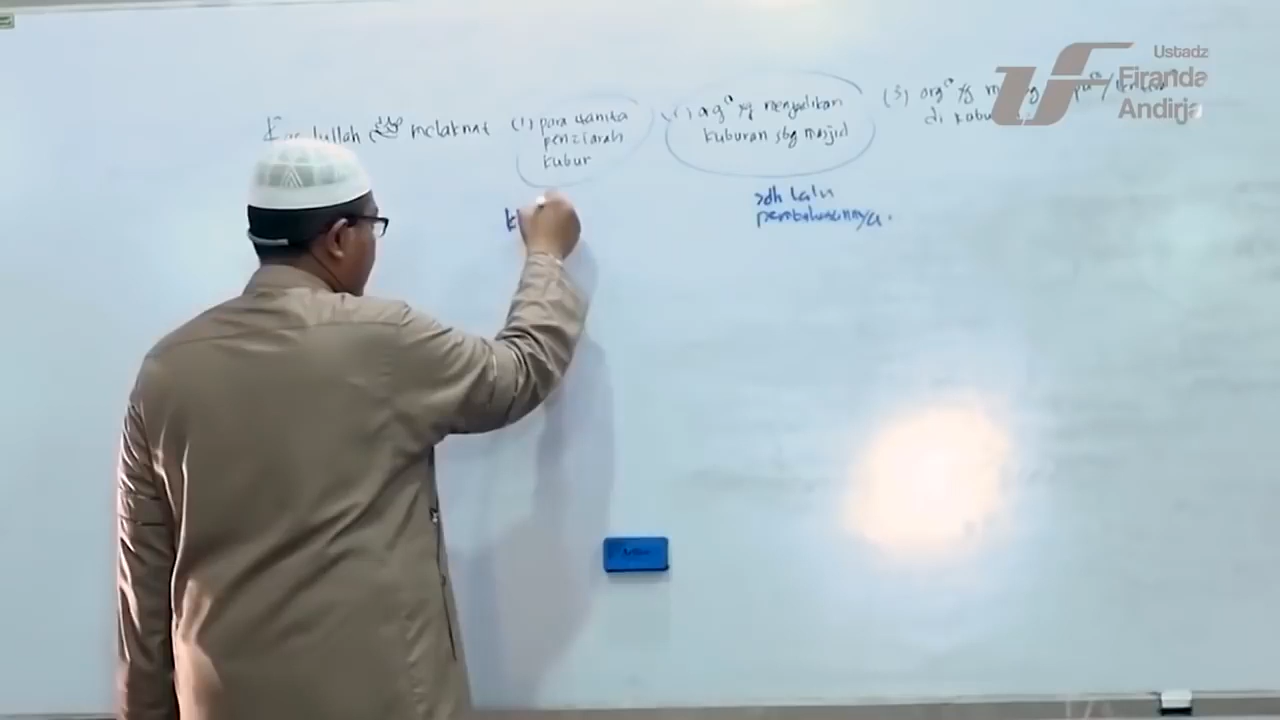 Rasulullah ﷺ melaknat
(1) para wanita
penziarah
kubur
(2) org² yg menjadikan
kuburan sbg masjid
(3) org² yg
di kubu
sdh lalu
pembahasannya.
Ustadz
Firanda
Andirja